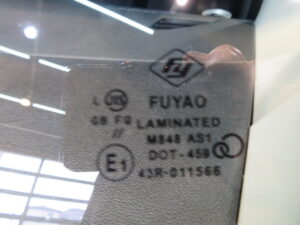 FUYAO
LAMINATED
M848 AS1
DOT-459
E1
43R-011566